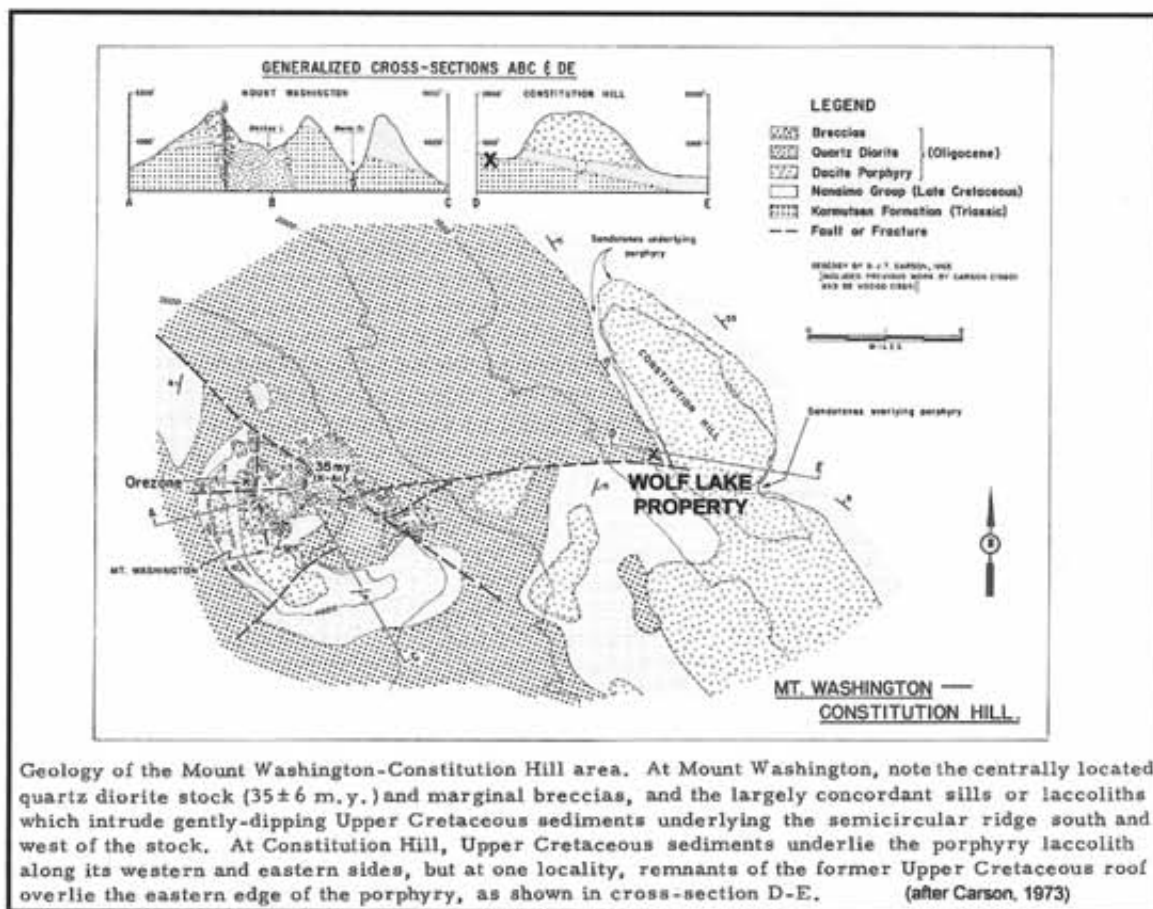 GENERALIZED CROSS-SECTIONS ABC & DE
MOUNT WASHINGTON
CONSTITUTION HILL
X
A
B
C
D
E
LEGEND
Breccias
Quartz Diorite
Dacite Porphyry
(Oligocene)
Nanaimo Group (Late Cretaceous)
Karmutsen Formation (Triassic)
Fault or Fracture
MILES
Sandstones underlying
porphyry
CONSTITUTION HILL
Sandstones overlying porphyry
35my
Orezone
A
D
X
E
WOLF LAKE
PROPERTY
MT. WASHINGTON
C
MT. WASHINGTON —
CONSTITUTION HILL.
Geology of the Mount Washington-Constitution Hill area. At Mount Washington, note the centrally located
quartz diorite stock (35±6 m.y.) and marginal breccias, and the largely concordant sills or laccoliths
which intrude gently-dipping Upper Cretaceous sediments underlying the semicircular ridge south and
west of the stock. At Constitution Hill, Upper Cretaceous sediments underlie the porphyry laccolith
along its western and eastern sides, but at one locality, remnants of the former Upper Cretaceous roof
overlie the eastern edge of the porphyry, as shown in cross-section D-E. (after Carson, 1973)